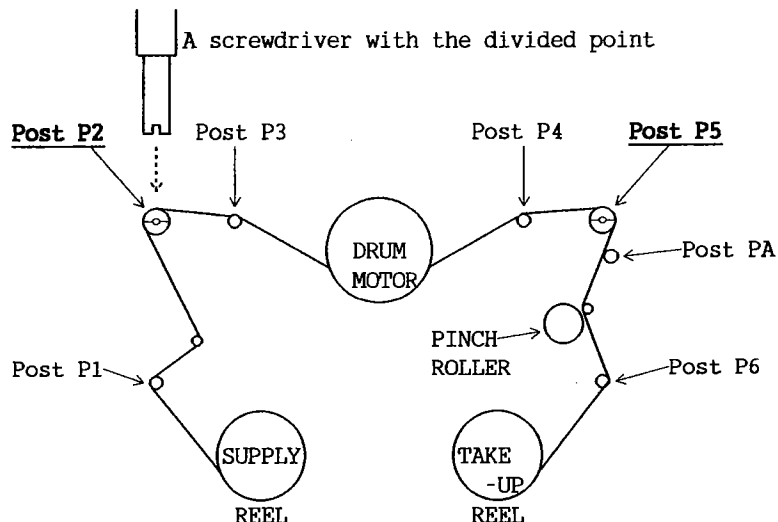 A screwdriver with the divided point
Post P2
Post P3
Post P4
Post P5
DRUM
MOTOR
Post PA
PINCH
ROLLER
Post P1
Post P6
SUPPLY
REEL
TAKE
-UP
REEL